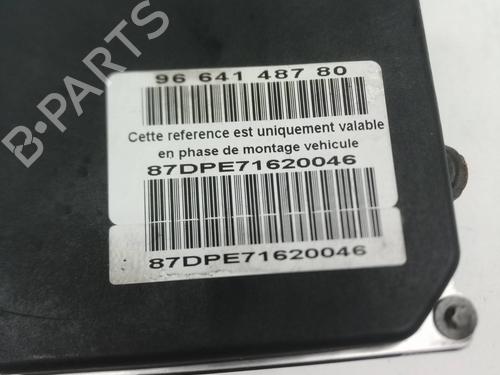 96 641 487 80
Cette reference est uniquement valable
en phase de montage vehicule
87DPE71620046
87DPE71620046
B-PARTS